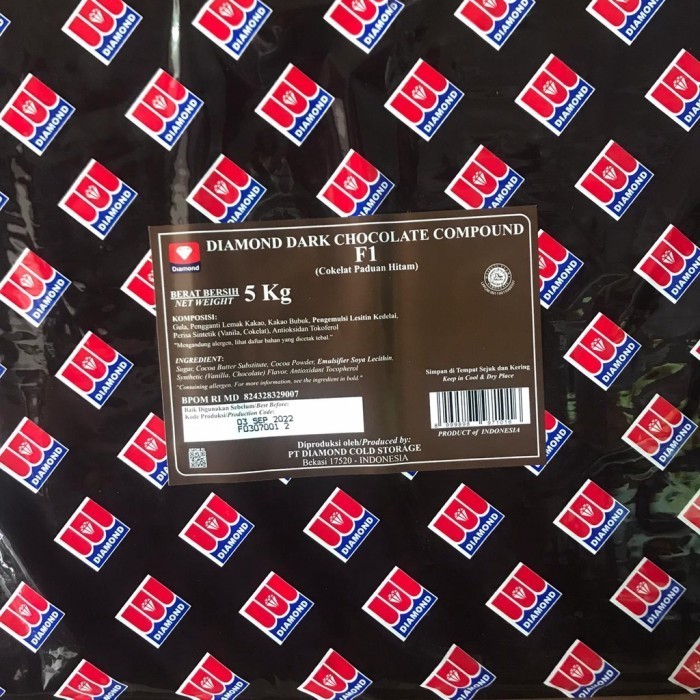 DIAMOND DARK CHOCOLATE COMPOUND
F1
(Cokelat Paduan Hitam)
Diamond
BERAT BERSIH
NET WEIGHT 5 Kg
KOMPOSISI:
Gula, Pengganti Lemak Kakao, Kakao Bubuk, Pengemulsi Lesitin Kedelai,
Perisa Sintetik (Vanila, Cokelat), Antioksidan Tokoferol
"Mengandung alergen, lihat daftar bahan yang dicetak tebal."
INGREDIENT:
Sugar, Cocoa Butter Substitute, Cocoa Powder, Emulsifier Soya Lecithin,
Synthetic (Vanilla, Chocolate) Flavor, Antioxidant Tocopherol
"Containing allergen. For more information, see the ingredient in bold."
BPOM RI MD 824328329007
Baik Digunakan Sebelum/Best Before:
Kode Produksi/Production Code:
03 SEP 2022
F0307001 2
Simpan di Tempat Sejuk dan Kering
Keep in Cool & Dry Place
PRODUCT of INDONESIA
Diproduksi oleh/Produced by:
PT DIAMOND COLD STORAGE
Bekasi 17520 - INDONESIA
DIAMOND